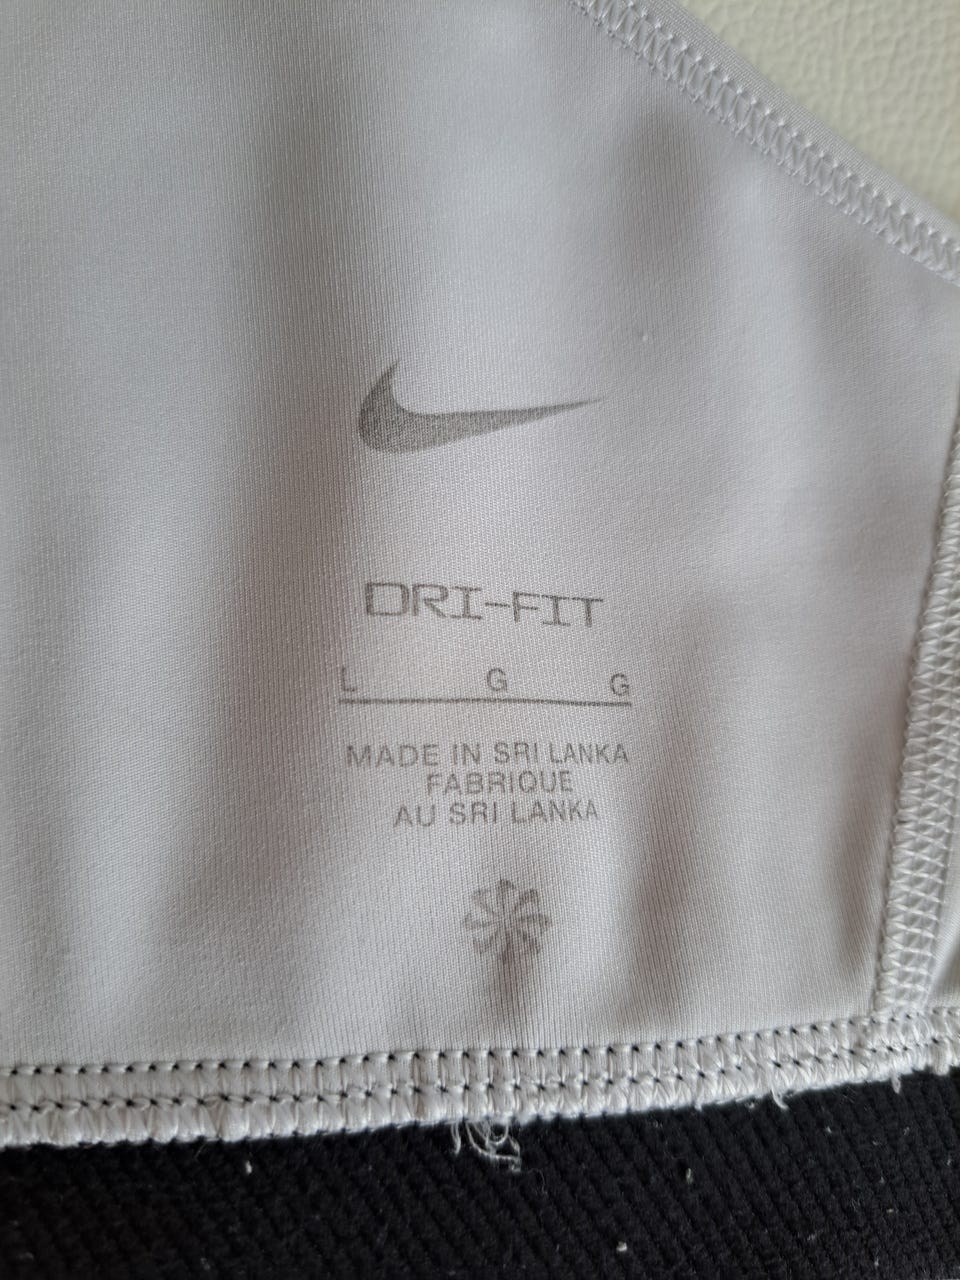 DRI-FIT
L G G
MADE IN SRI LANKA
FABRIQUE
AU SRI LANKA